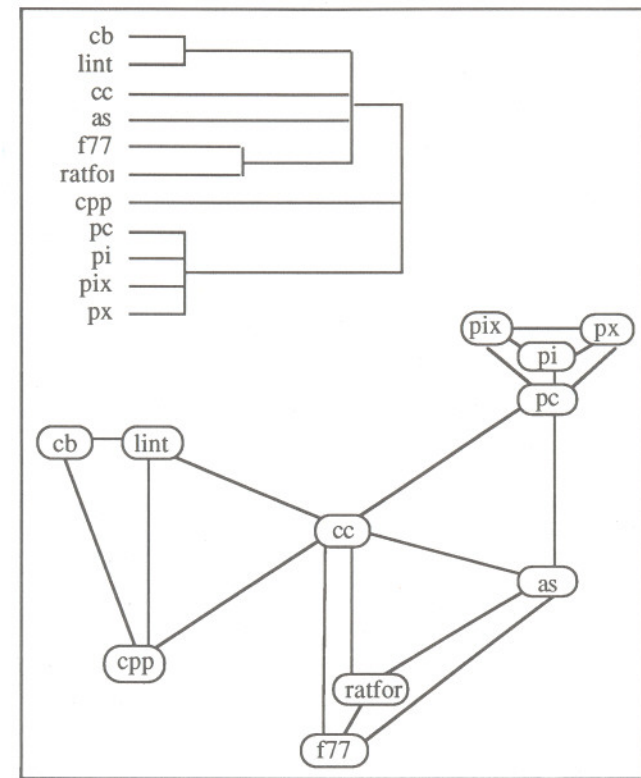 cb
lint
cc
as
f77
ratfor
cpp
pc
pi
pix
px
pix
px
pi
pc
cb
lint
cc
as
cpp
ratfor
f77